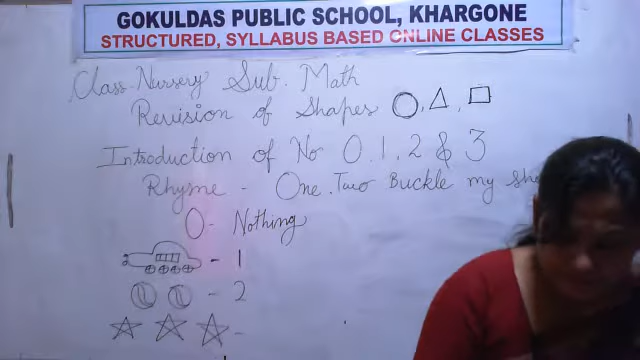 GOKULDAS PUBLIC SCHOOL, KHARGONE
STRUCTURED, SYLLABUS BASED ONLINE CLASSES
Class-Nursery Sub. Math
Revision of Shapes
Introduction of No 0, 1, 2 & 3
Rhyme - One, Two Buckle my
0 - Nothing
- 1
- 2
-